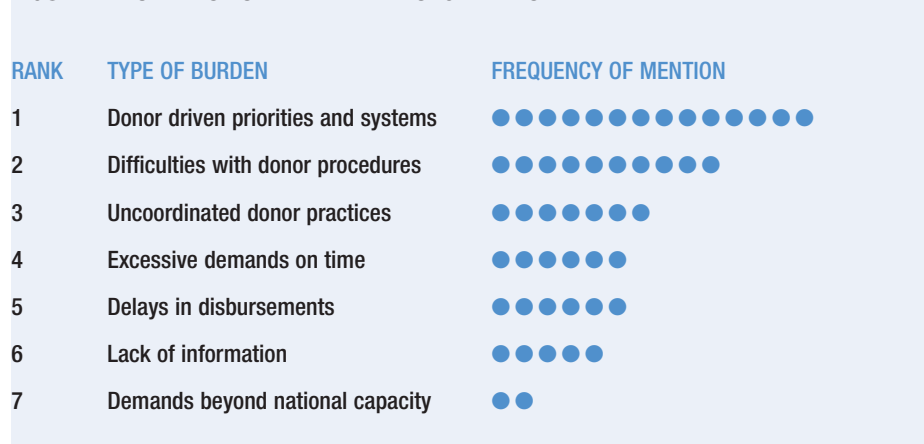 RANK TYPE OF BURDEN FREQUENCY OF MENTION
1 Donor driven priorities and systems
2 Difficulties with donor procedures
3 Uncoordinated donor practices
4 Excessive demands on time
5 Delays in disbursements
6 Lack of information
7 Demands beyond national capacity